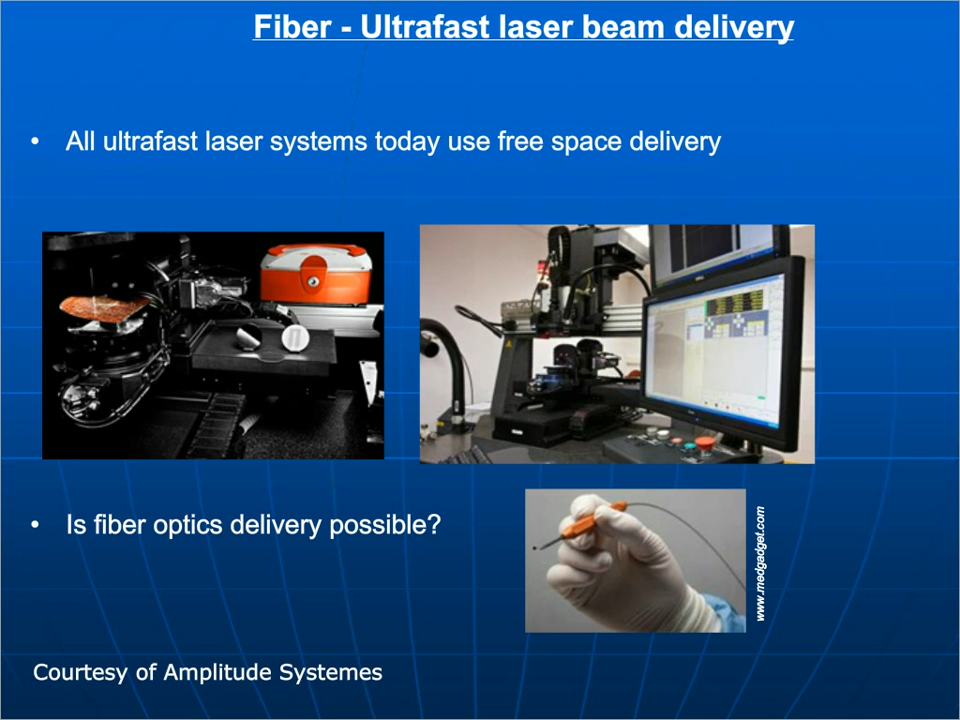 Fiber - Ultrafast laser beam delivery
• All ultrafast laser systems today use free space delivery
• Is fiber optics delivery possible?
www.medgadget.com
Courtesy of Amplitude Systemes